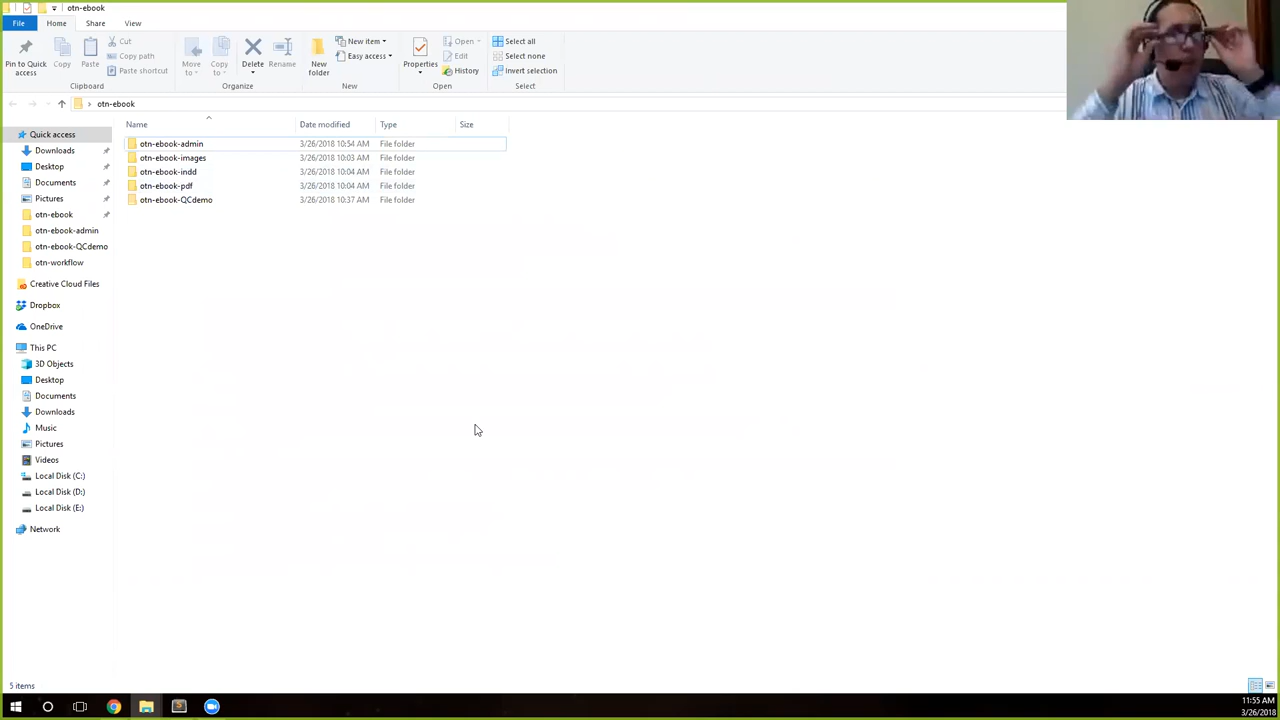 otn-ebook
File Home Share View
Pin to Quick access
Copy
Paste
Cut
Copy path
Paste shortcut
Clipboard
Move to
Copy to
Delete
Rename
Organize
New folder
New item
Easy access
New
Properties
Open
Edit
History
Open
Select all
Select none
Invert selection
Select
otn-ebook
Name Date modified Type Size
otn-ebook-admin 3/26/2018 10:54 AM File folder
otn-ebook-images 3/26/2018 10:03 AM File folder
otn-ebook-indd 3/26/2018 10:04 AM File folder
otn-ebook-pdf 3/26/2018 10:04 AM File folder
otn-ebook-QCdemo 3/26/2018 10:37 AM File folder
Quick access
Downloads
Desktop
Documents
Pictures
otn-ebook
otn-ebook-admin
otn-ebook-QCdemo
otn-workflow
Creative Cloud Files
Dropbox
OneDrive
This PC
3D Objects
Desktop
Documents
Downloads
Music
Pictures
Videos
Local Disk (C:)
Local Disk (D:)
Local Disk (E:)
Network
5 items
11:55 AM
3/26/2018